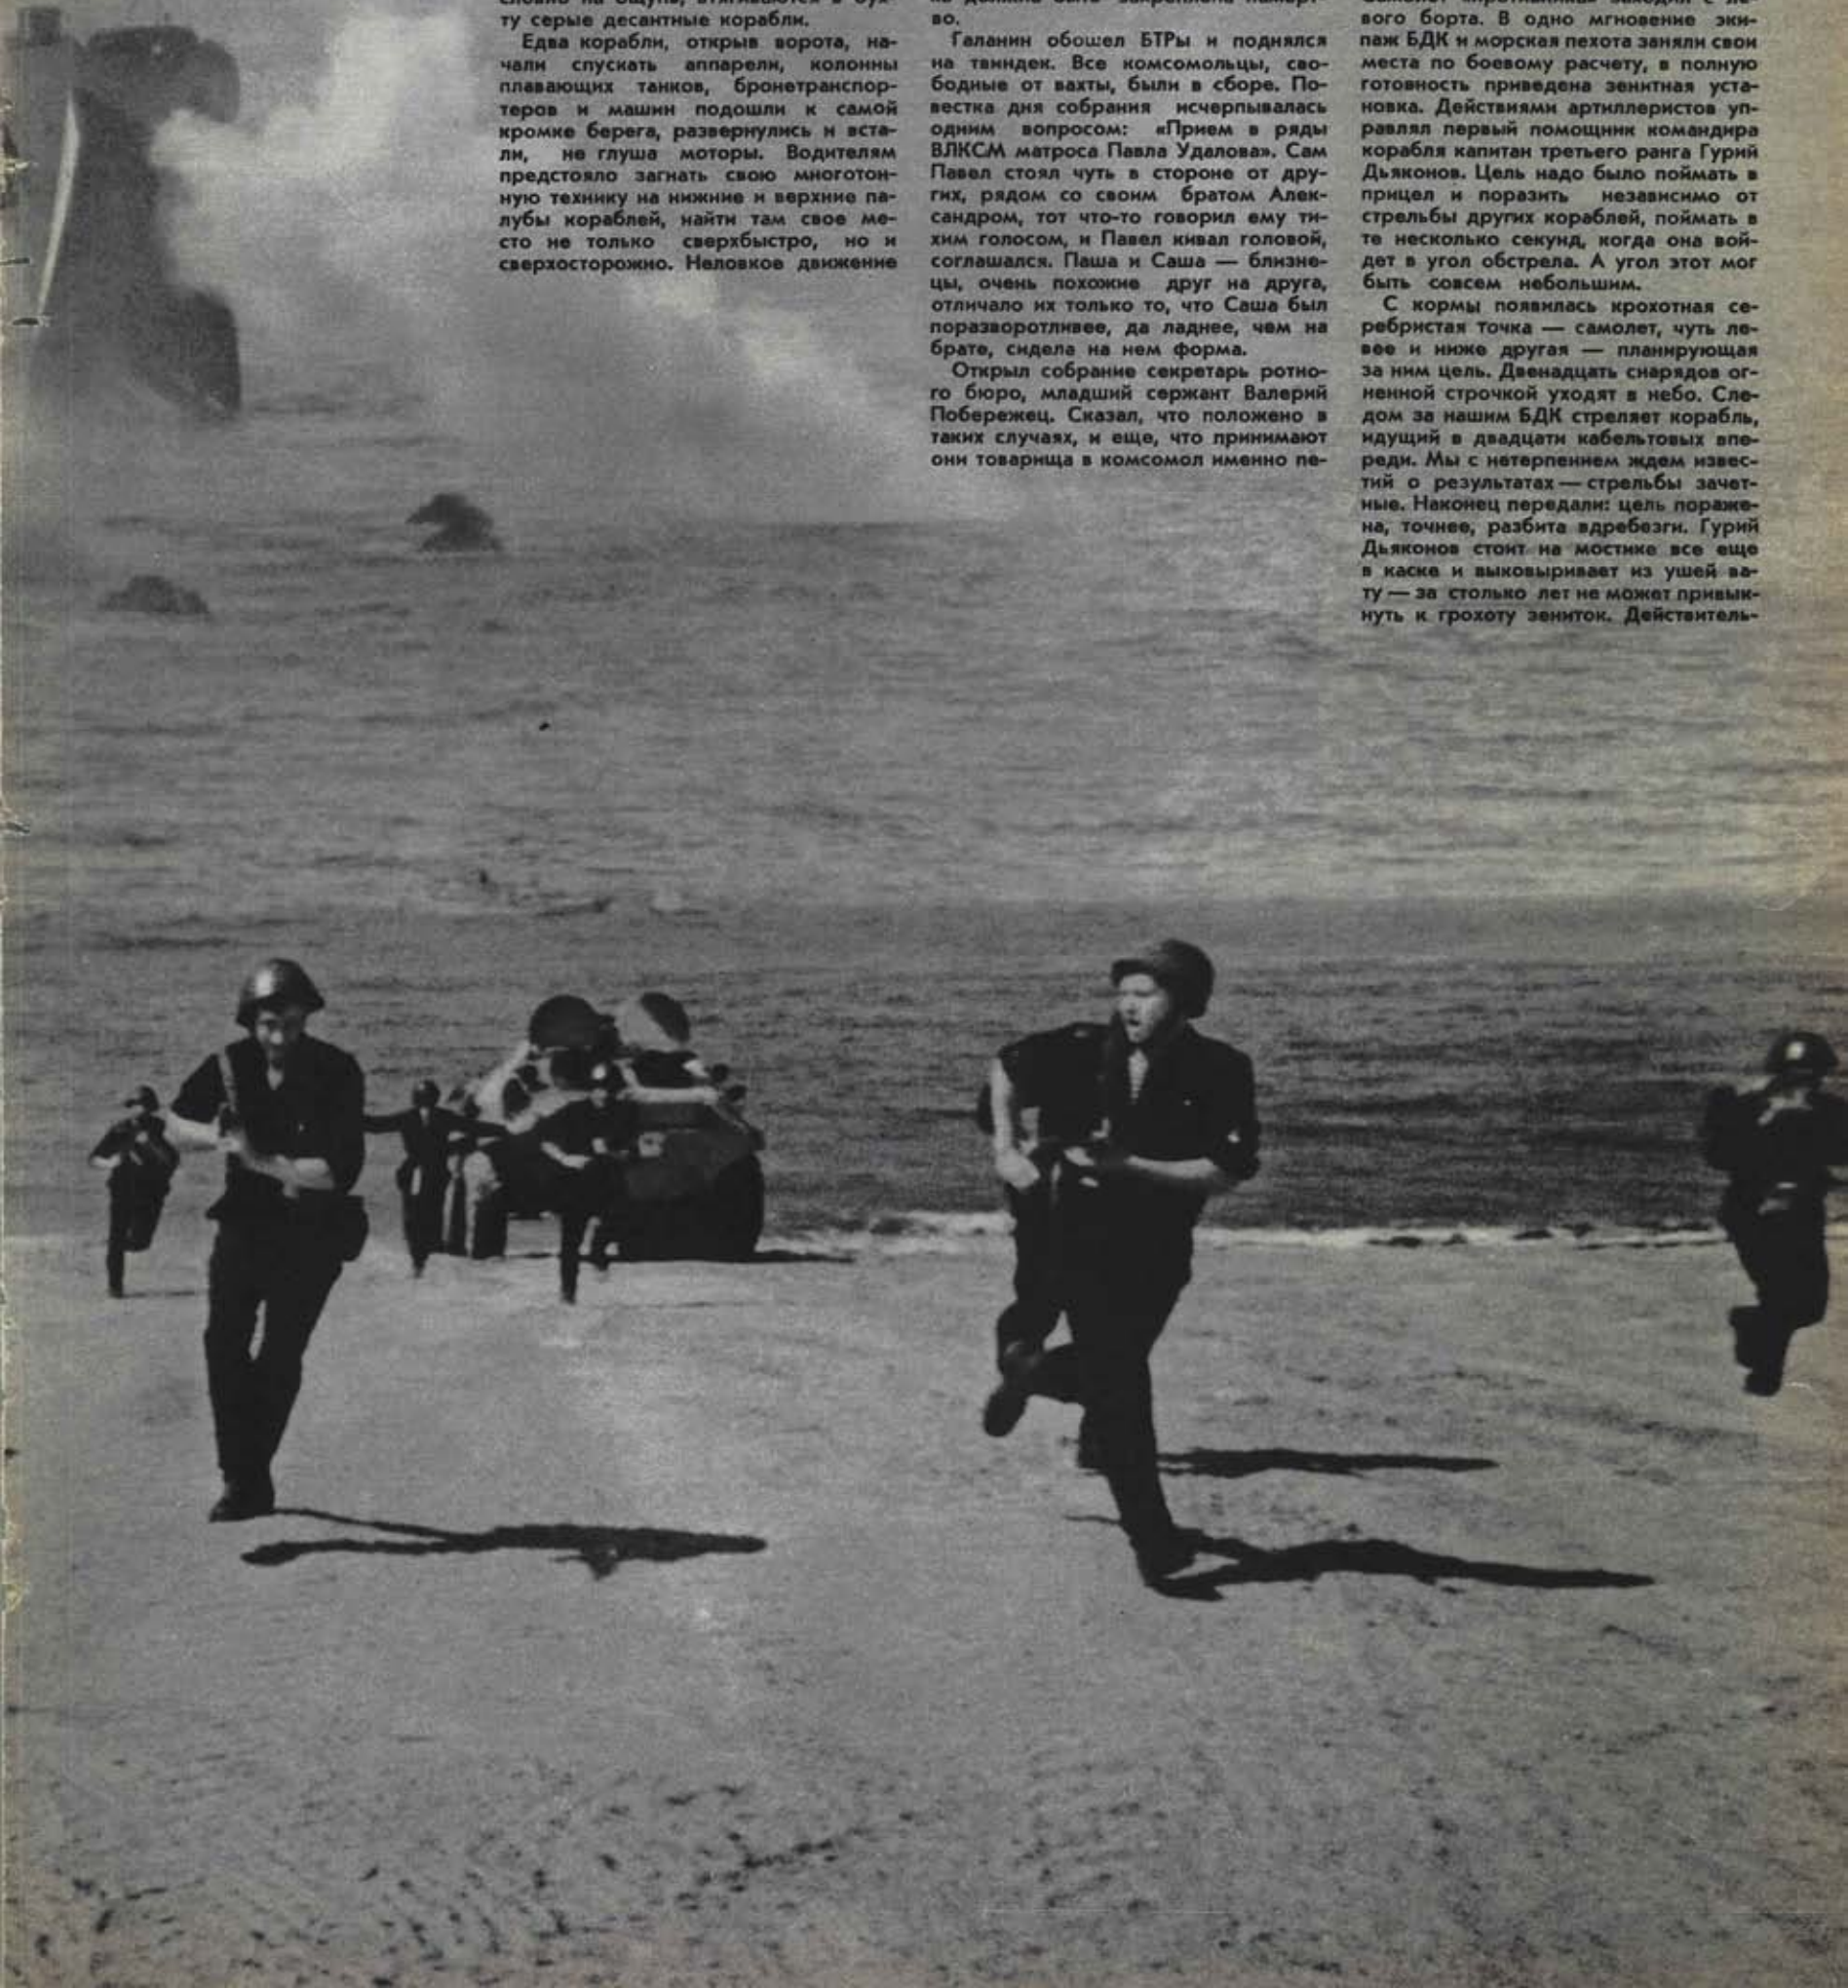 ту серые десантные корабли.
Едва корабли, открыв ворота, на-
чали спускать аппарели, колонны
плавающих танков, бронетранспор-
теров и машин подошли к самой
кромке берега, развернулись и вста-
ли, не глуша моторы. Водителям
предстояло загнать свою многотон-
ную технику на нижние и верхние па-
лубы кораблей, найти там свое ме-
сто не только сверхбыстро, но и
сверхосторожно. Неловкое движение
во.
Галанин обошел БТРы и поднялся
на твиндек. Все комсомольцы, сво-
бодные от вахты, были в сборе. По-
вестка дня собрания исчерпывалась
одним вопросом: «Прием в ряды
ВЛКСМ матроса Павла Удалова». Сам
Павел стоял чуть в стороне от дру-
гих, рядом со своим братом Алек-
сандром, тот что-то говорил ему ти-
хим голосом, и Павел кивал головой,
соглашался. Паша и Саша — близне-
цы, очень похожие друг на друга,
отличало их только то, что Саша был
поразворотливее, да ладнее, чем на
брате, сидела на нем форма.
Открыл собрание секретарь ротно-
го бюро, младший сержант Валерий
Побережец. Сказал, что положено в
таких случаях, и еще, что принимают
они товарища в комсомол именно пе-
вого борта. В одно мгновение эки-
паж БДК и морская пехота заняли свои
места по боевому расчету, в полную
готовность приведена зенитная уста-
новка. Действиями артиллеристов уп-
равлял первый помощник командира
корабля капитан третьего ранга Гурий
Дьяконов. Цель надо было поймать в
прицел и поразить независимо от
стрельбы других кораблей, поймать в
те несколько секунд, когда она вой-
дет в угол обстрела. А угол этот мог
быть совсем небольшим.
С кормы появилась крохотная се-
ребристая точка — самолет, чуть ле-
вее и ниже другая — планирующая
за ним цель. Двенадцать снарядов ог-
ненной строчкой уходят в небо. Сле-
дом за нашим БДК стреляет корабль,
идущий в двадцати кабельтовых впе-
реди. Мы с нетерпением ждем извес-
тий о результатах — стрельбы зачет-
ные. Наконец передали: цель пораже-
на, точнее, разбита вдребезги. Гурий
Дьяконов стоит на мостике все еще
в каске и выковыривает из ушей ва-
ту — за столько лет не может привык-
нуть к грохоту зениток. Действитель-